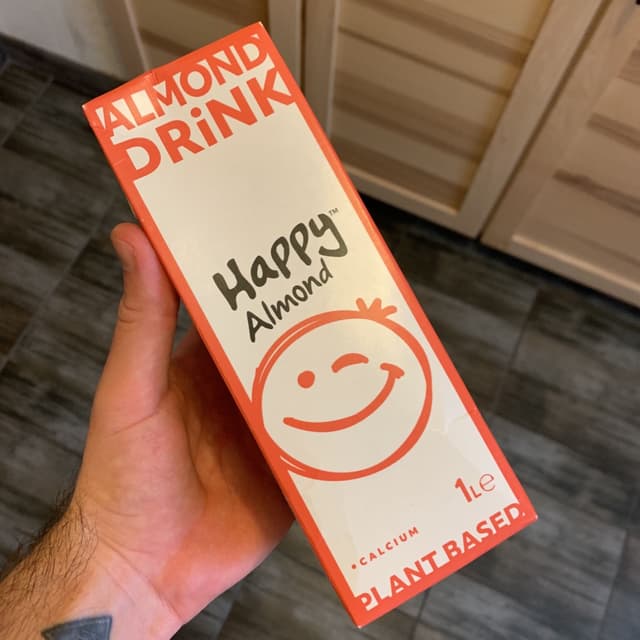 ALMOND
DRiNK
Happy™
Almond
1L℮
•CALCIUM
PLANT BASED